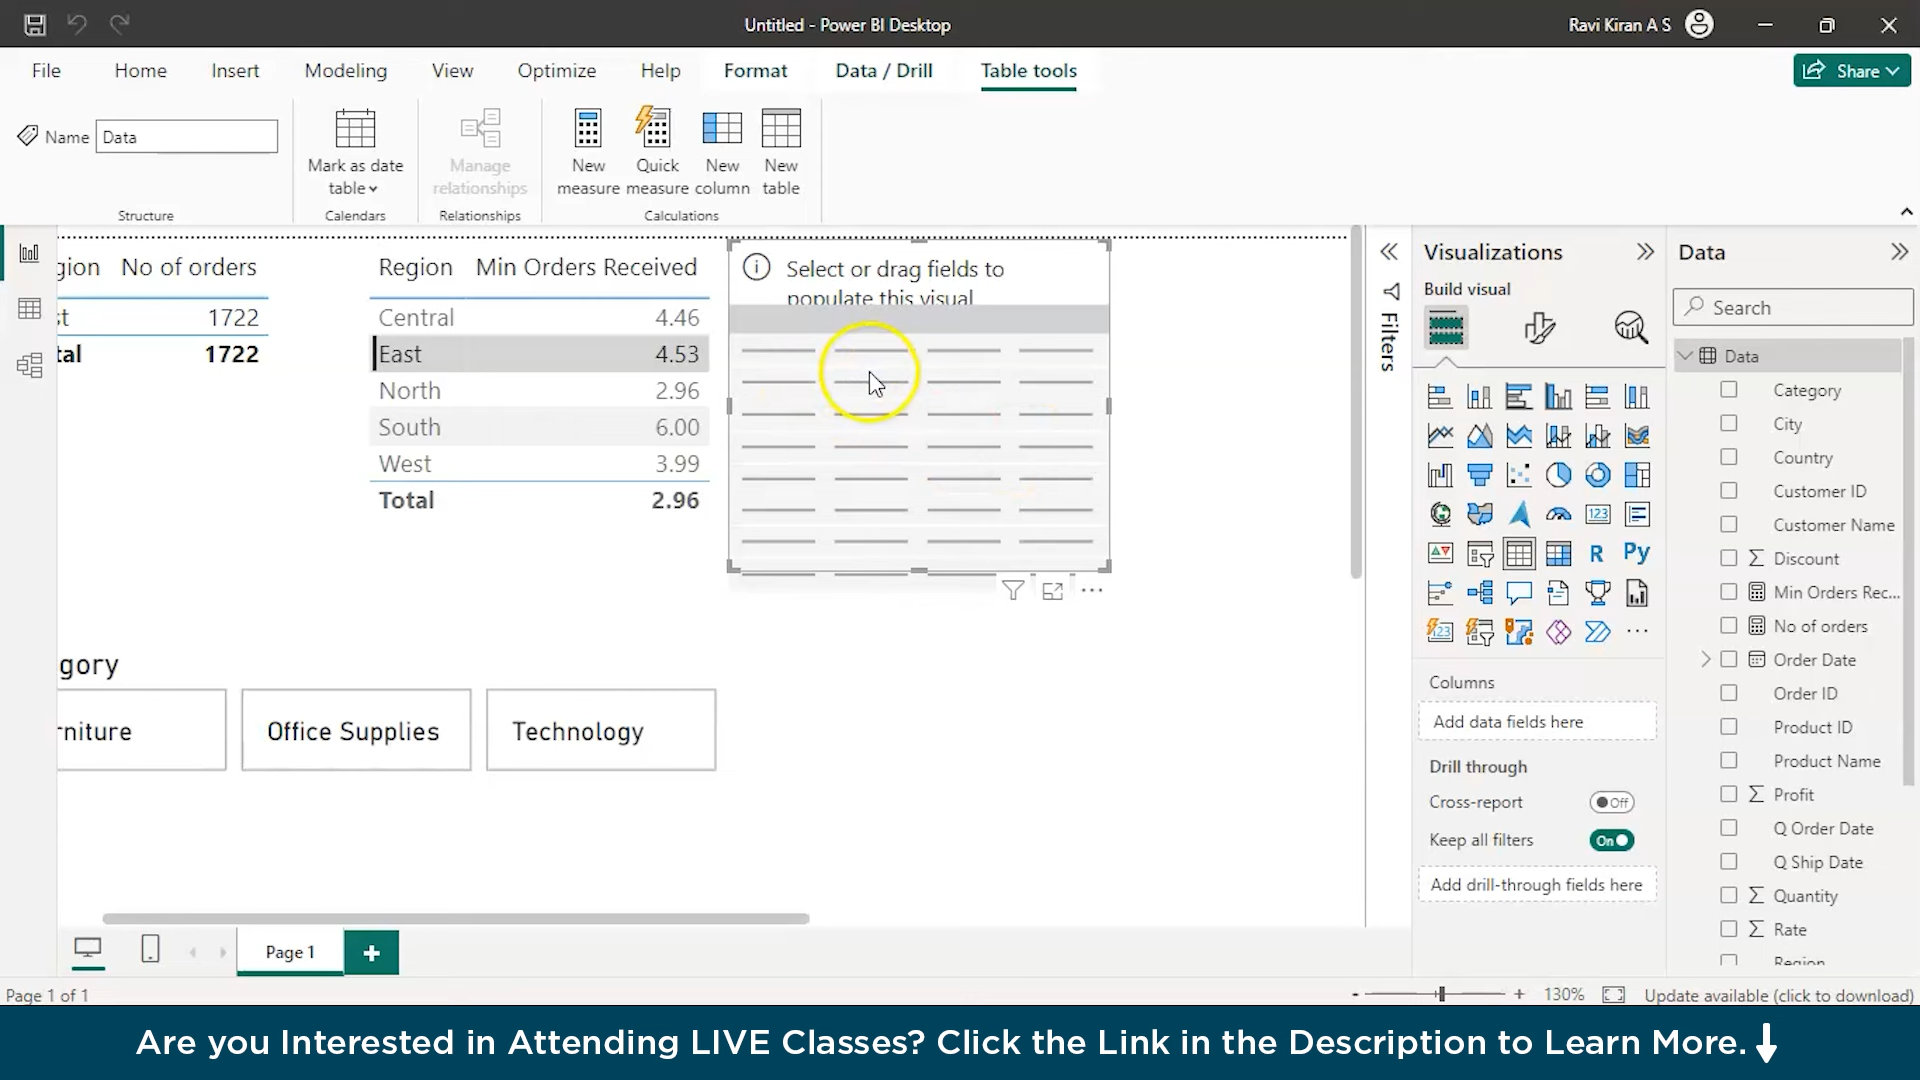 Untitled - Power BI Desktop
Ravi Kiran A S
File Home Insert Modeling View Optimize Help Format Data / Drill Table tools
Share
Name Data
Mark as date table
Manage relationships
New measure
Quick measure
New column
New table
Structure Calendars Relationships Calculations
gion No of orders
st 1722
tal 1722
Region Min Orders Received
Central 4.46
East 4.53
North 2.96
South 6.00
West 3.99
Total 2.96
Select or drag fields to
populate this visual
gory
rniture
Office Supplies
Technology
Filters
Visualizations
Build visual
123
R
Py
123
Columns
Add data fields here
Drill through
Cross-report Off
Keep all filters On
Add drill-through fields here
Data
Search
Data
Category
City
Country
Customer ID
Customer Name
Σ Discount
Min Orders Rec...
No of orders
Order Date
Order ID
Product ID
Product Name
Σ Profit
Q Order Date
Q Ship Date
Σ Quantity
Σ Rate
Region
Page 1 +
Page 1 of 1
- + 130%
Update available (click to download)
Are you Interested in Attending LIVE Classes? Click the Link in the Description to Learn More.